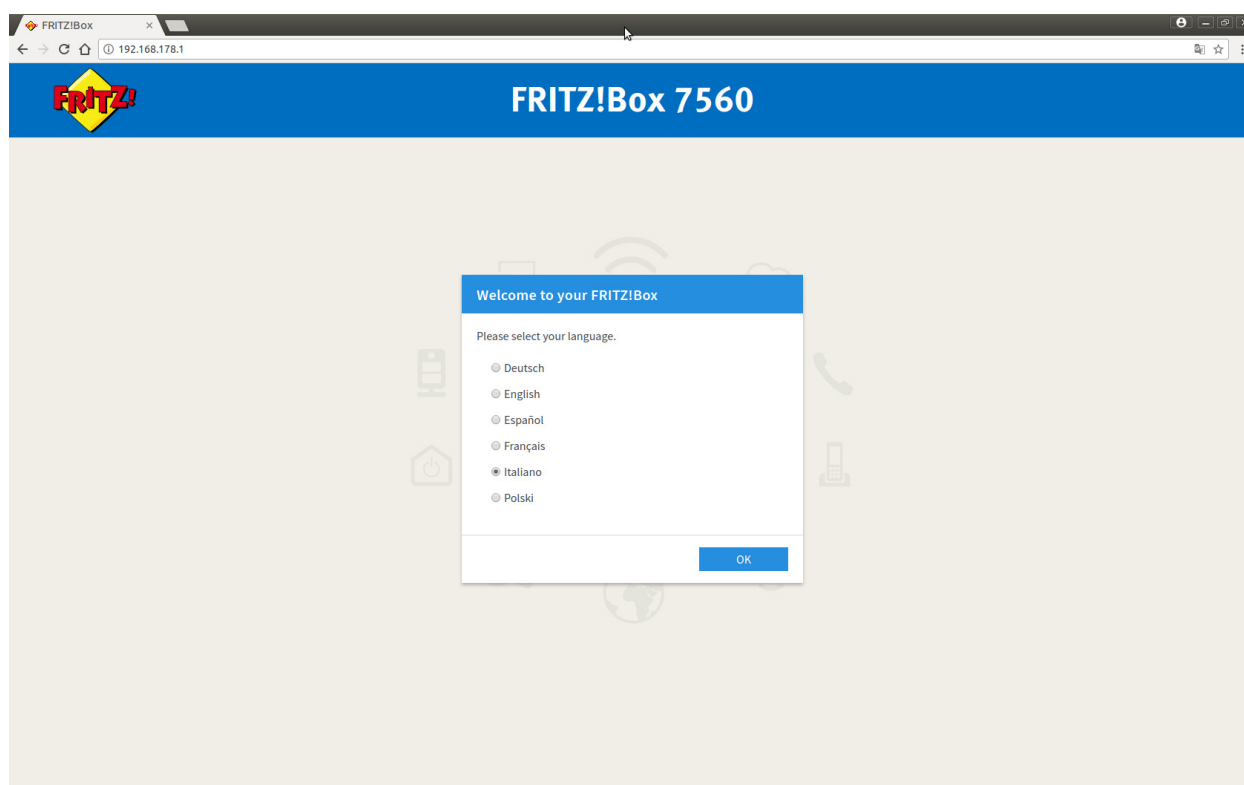 FRITZ!Box
192.168.178.1
FRITZ!
FRITZ!Box 7560
Welcome to your FRITZ!Box
Please select your language.
Deutsch
English
Español
Français
Italiano
Polski
OK